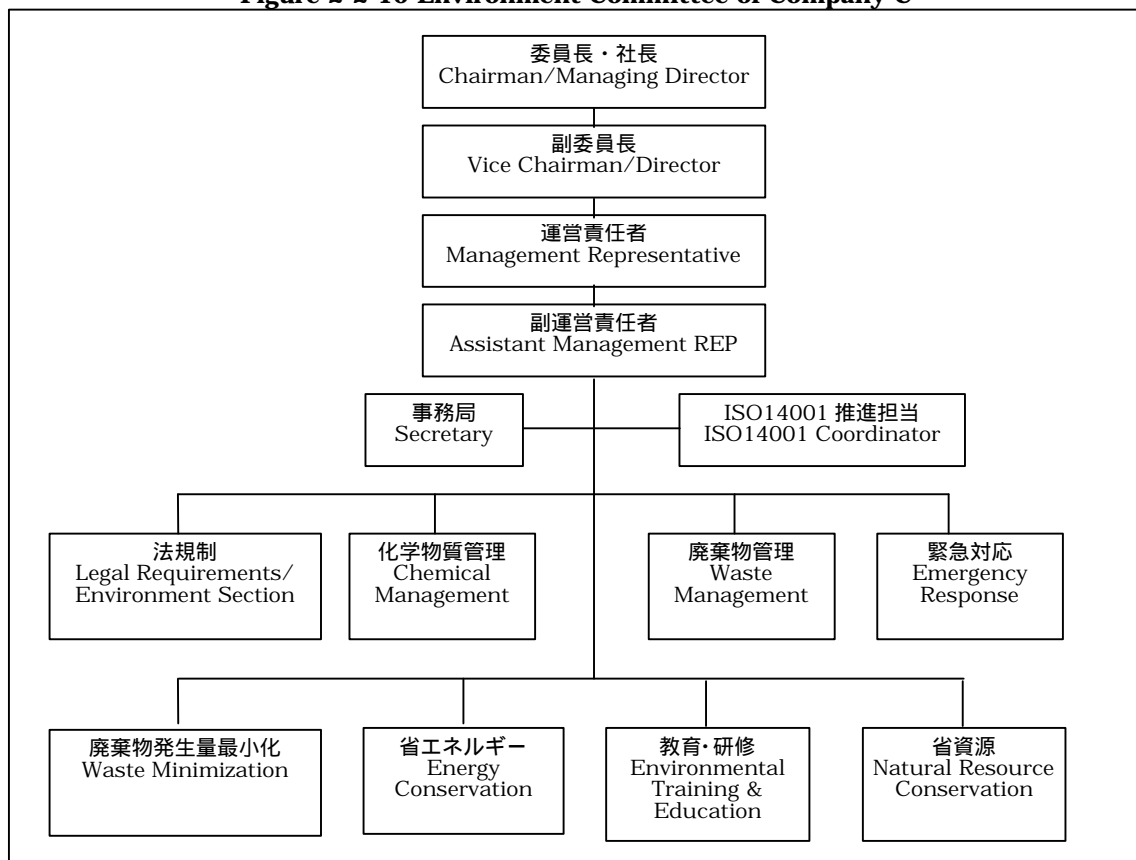 Figure 2-2-10 Environment Committee of Company C
委員長・社長
Chairman/Managing Director
副委員長
Vice Chairman/Director
運営責任者
Management Representative
副運営責任者
Assistant Management REP
事務局
Secretary
ISO14001 推進担当
ISO14001 Coordinator
法規制
Legal Requirements/
Environment Section
化学物質管理
Chemical
Management
廃棄物管理
Waste
Management
緊急対応
Emergency
Response
廃棄物発生量最小化
Waste Minimization
省エネルギー
Energy
Conservation
教育・研修
Environmental
Training &
Education
省資源
Natural Resource
Conservation